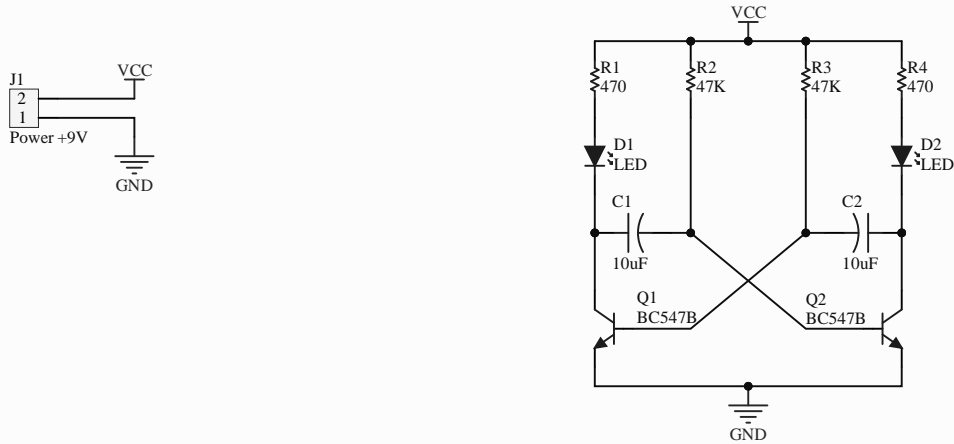 VCC
R1
470
R2
47K
R3
47K
R4
470
J1
VCC
2
1
Power +9V
GND
D1
LED
D2
LED
C1
10uF
C2
10uF
Q1
BC547B
Q2
BC547B
GND